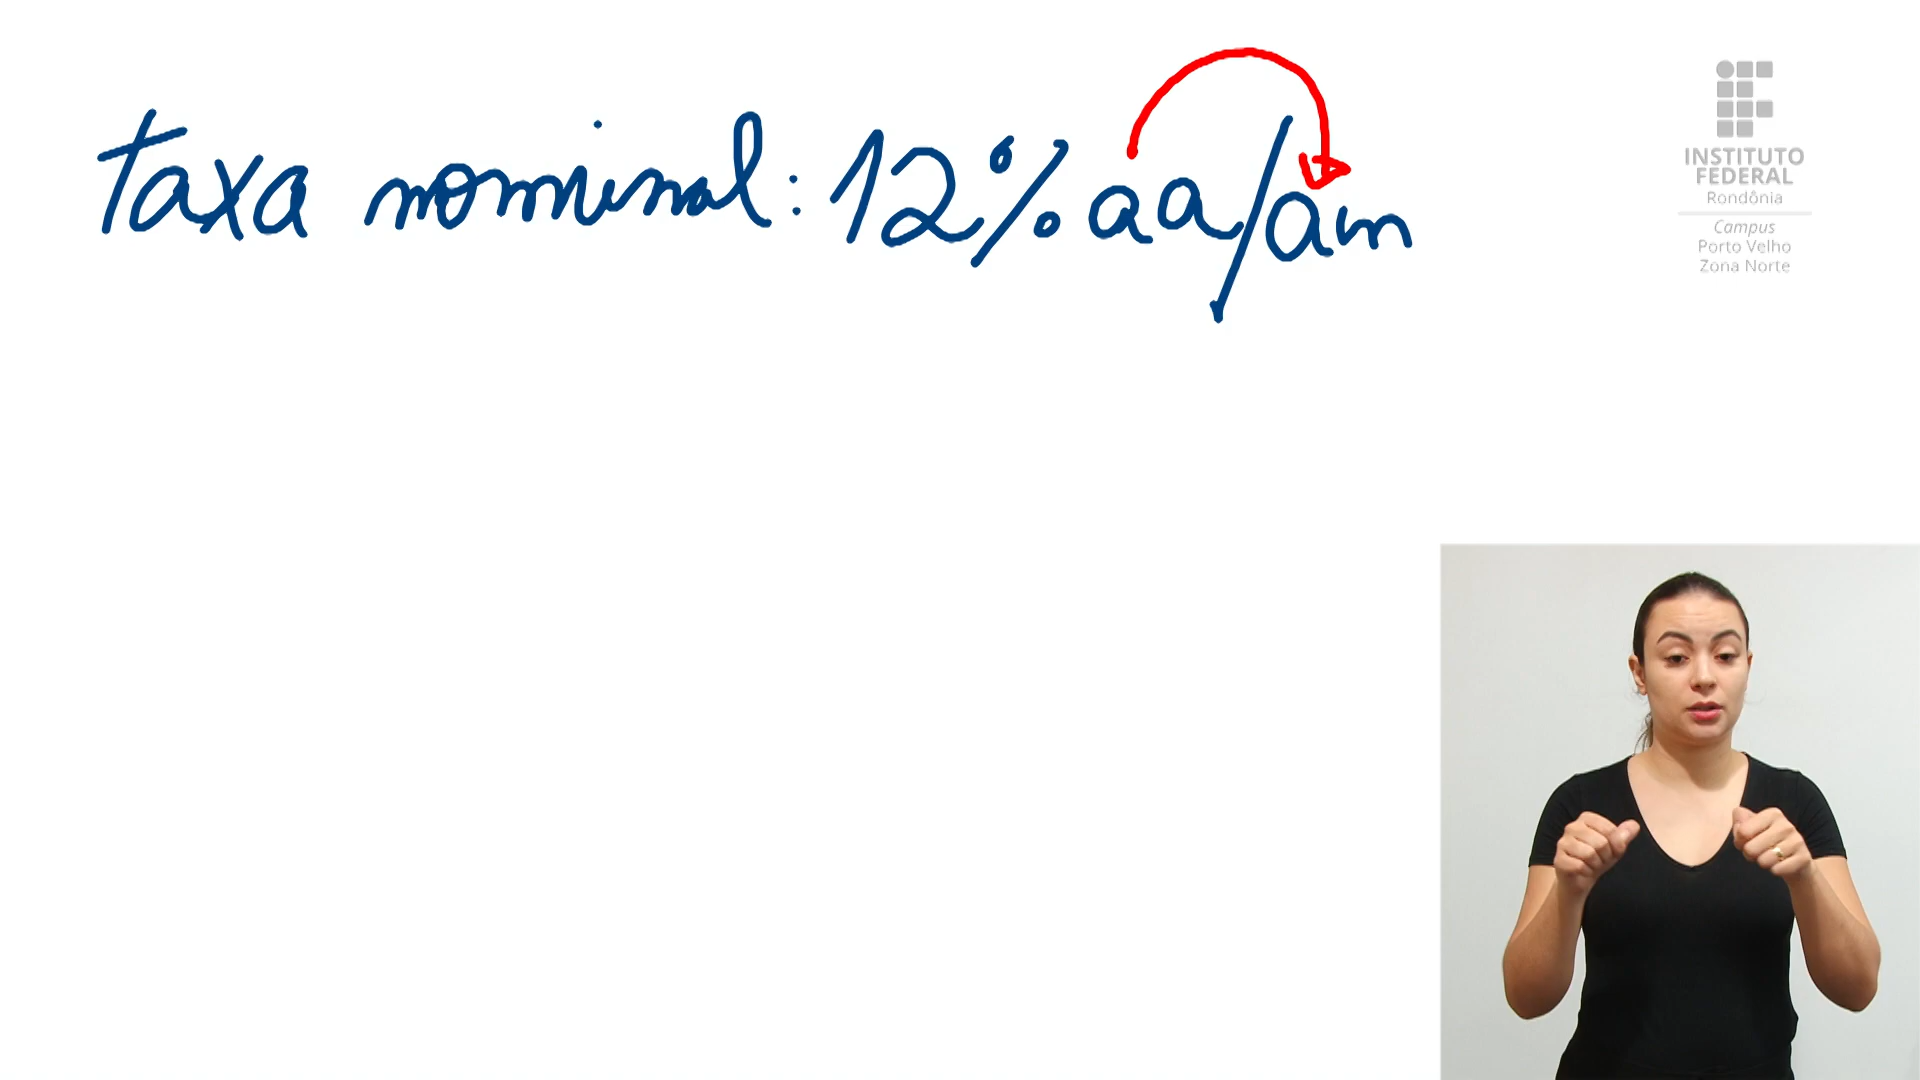 taxa nominal: 12% aa/am
INSTITUTO
FEDERAL
Rondônia
Campus
Porto Velho
Zona Norte